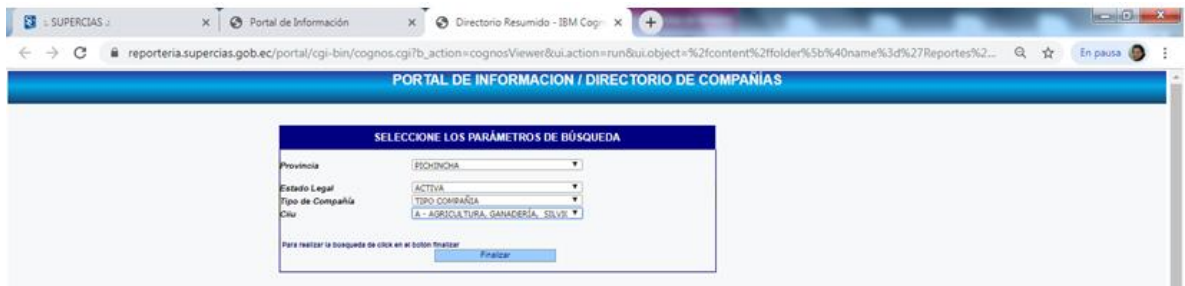 .: SUPERCIAS :.
Portal de Información
Directorio Resumido - IBM Cogn
reporteria.supercias.gob.ec/portal/cgi-bin/cognos.cgi?b_action=cognosViewer&ui.action=run&ui.object=%2fcontent%2ffolder%5b%40name%3d%27Reportes%2...
En pausa
PORTAL DE INFORMACION / DIRECTORIO DE COMPAÑÍAS
SELECCIONE LOS PARÁMETROS DE BÚSQUEDA
Provincia PICHINCHA
Estado Legal ACTIVA
Tipo de Compañía TIPO COMPAÑIA
Ciiu A - AGRICULTURA, GANADERÍA, SILVIC
Para realizar la busqueda de click en el botón finalizar
Finalizar